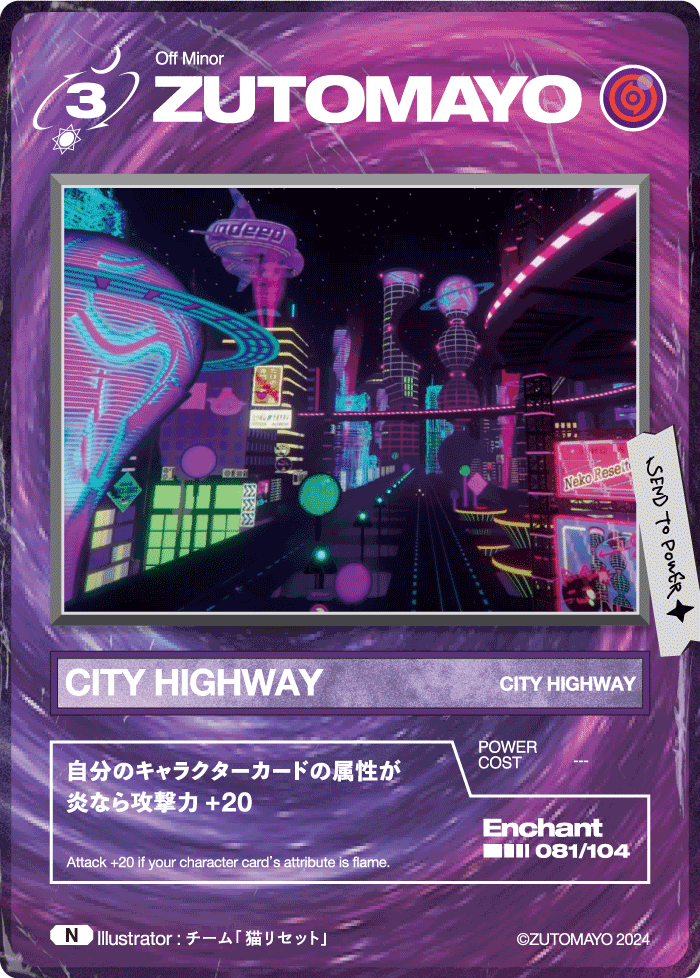 Off Minor
3
ZUTOMAYO
indeed
Neko Reset
SEND TO POWER
CITY HIGHWAY
CITY HIGHWAY
自分のキャラクターカードの属性が
炎なら攻撃力 +20
Attack +20 if your character card's attribute is flame.
POWER
COST ---
Enchant
081/104
N Illustrator : チーム「猫リセット」
©ZUTOMAYO 2024